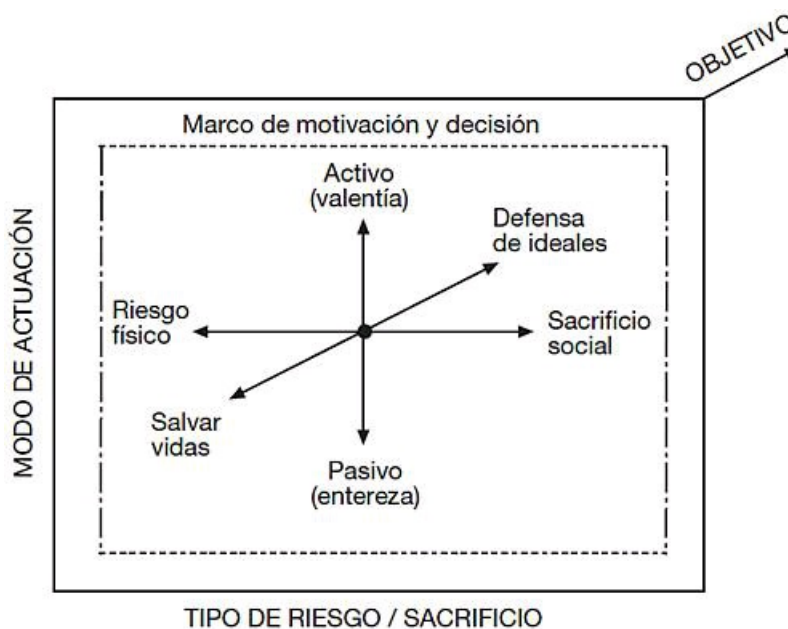 OBJETIVO
Marco de motivación y decisión
Activo
(valentía)
Defensa
de ideales
Riesgo
físico
Sacrificio
social
Salvar
vidas
Pasivo
(entereza)
MODO DE ACTUACIÓN
TIPO DE RIESGO / SACRIFICIO